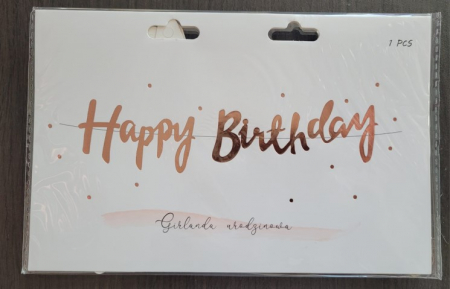 1 PCS
Happy Birthday
Girlanda urodzinowa